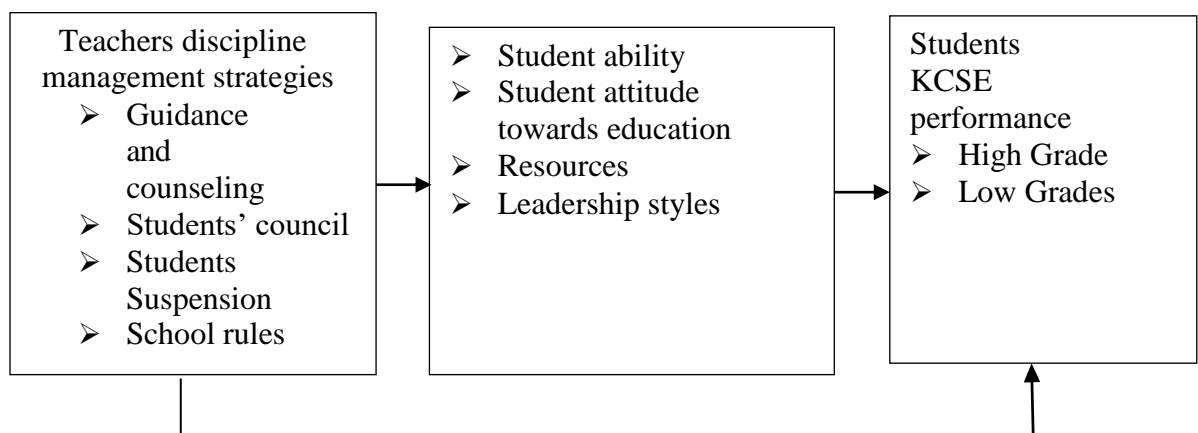 Teachers discipline
management strategies
➢ Guidance
and
counseling
➢ Students’ council
➢ Students
Suspension
➢ School rules
➢ Student ability
➢ Student attitude
towards education
➢ Resources
➢ Leadership styles
Students
KCSE
performance
➢ High Grade
➢ Low Grades